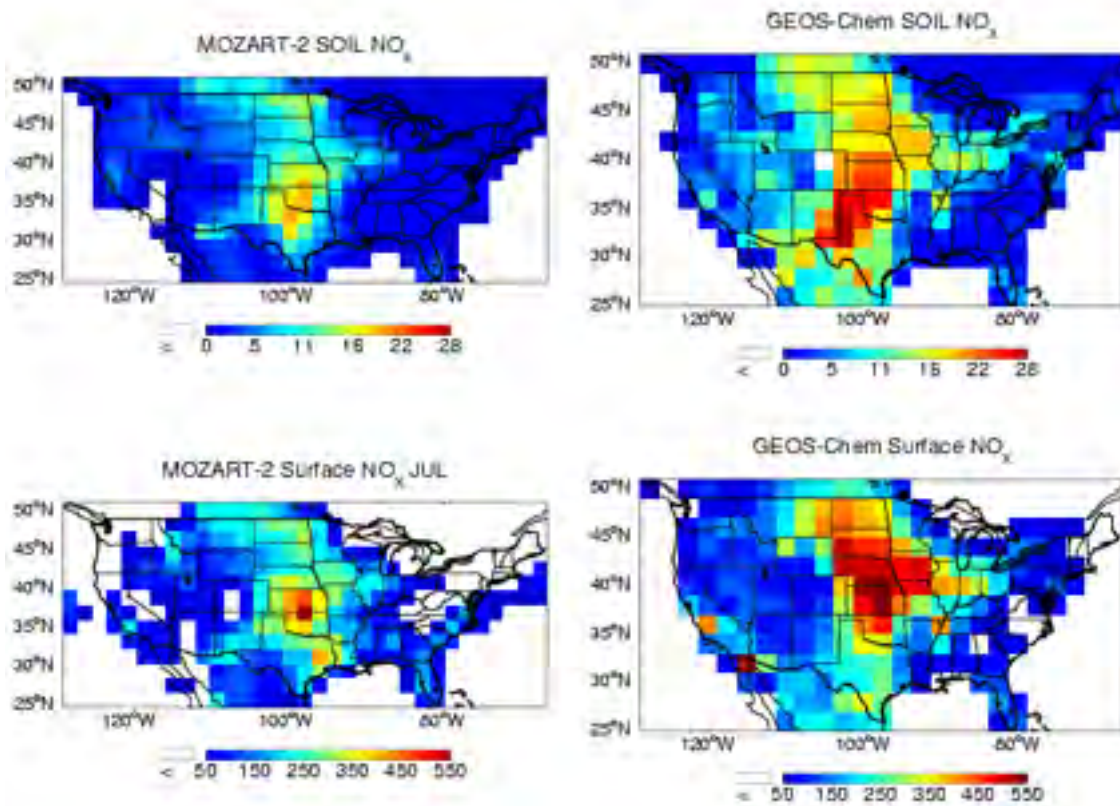 MOZART-2 SOIL NOx
50°N
45°N
40°N
35°N
30°N
25°N
120°W 100°W 80°W
< 0 5 11 16 22 28
GEOS-Chem SOIL NOx
50°N
45°N
40°N
35°N
30°N
25°N
120°W 100°W 80°W
< 0 5 11 16 22 28
MOZART-2 Surface NOx JUL
50°N
45°N
40°N
35°N
30°N
25°N
120°W 100°W 80°W
< 50 150 250 350 450 550
GEOS-Chem Surface NOx
50°N
45°N
40°N
35°N
30°N
25°N
120°W 100°W 80°W
< 50 150 250 350 450 550